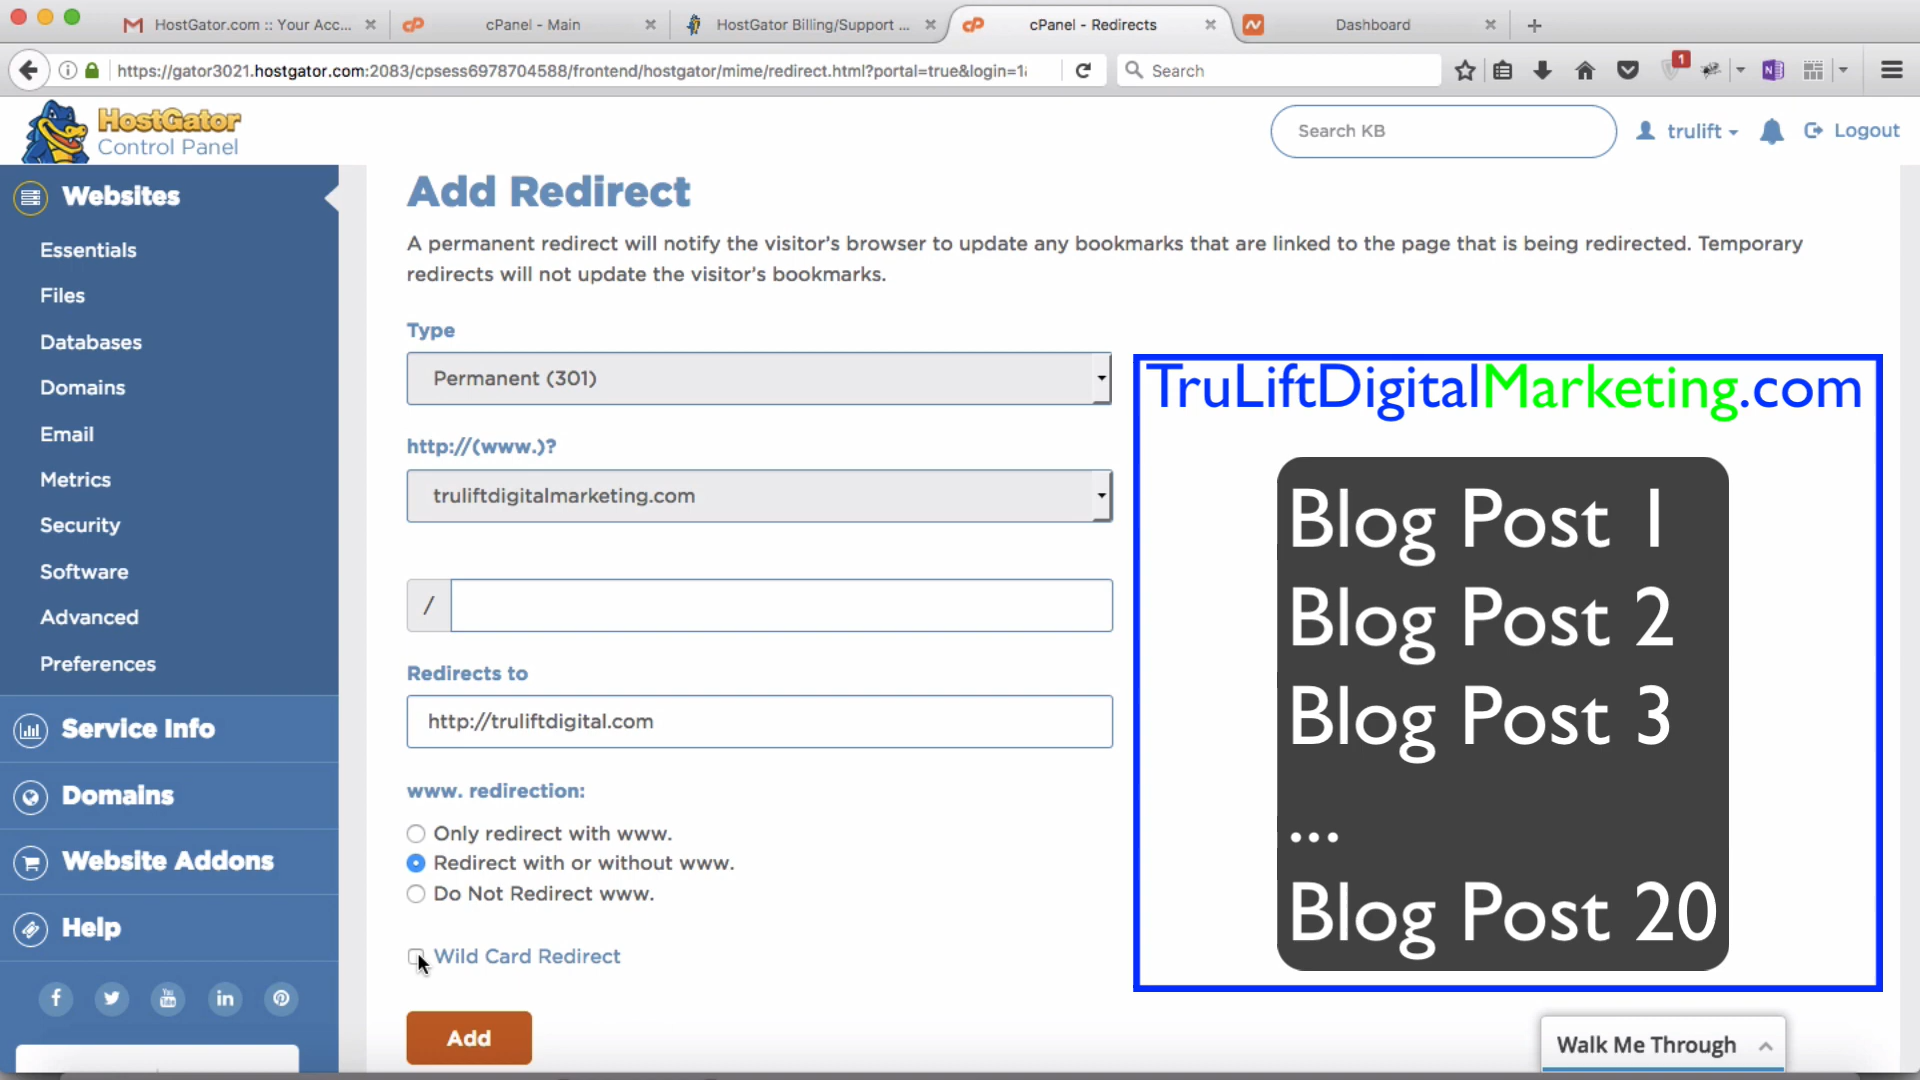 HostGator.com :: Your Acc...
cPanel - Main
HostGator Billing/Support ...
cPanel - Redirects
Dashboard
https://gator3021.hostgator.com:2083/cpsess6978704588/frontend/hostgator/mime/redirect.html?portal=true&login=1&
Search
1
HostGator
Control Panel
Search KB
trulift
Logout
Websites
Essentials
Files
Databases
Domains
Email
Metrics
Security
Software
Advanced
Preferences
Service Info
Domains
Website Addons
Help
Add Redirect
A permanent redirect will notify the visitor's browser to update any bookmarks that are linked to the page that is being redirected. Temporary
redirects will not update the visitor's bookmarks.
Type
Permanent (301)
http://(www.)?
truliftdigitalmarketing.com
/
Redirects to
http://truliftdigital.com
www. redirection:
Only redirect with www.
Redirect with or without www.
Do Not Redirect www.
Wild Card Redirect
Add
TruLiftDigitalMarketing.com
Blog Post 1
Blog Post 2
Blog Post 3
...
Blog Post 20
Walk Me Through